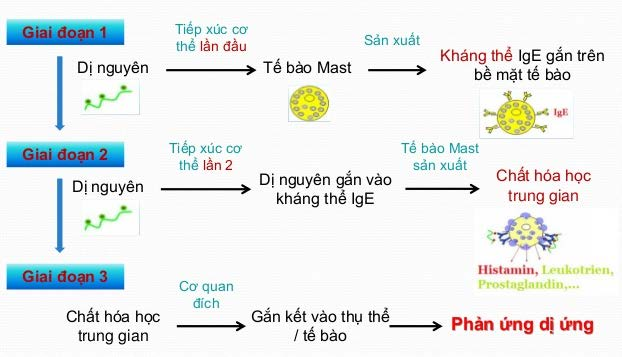 Giai đoạn 1
Tiếp xúc cơ
thể lần đầu
Sản xuất
Dị nguyên
Tế bào Mast
Kháng thể IgE gắn trên
bề mặt tế bào
IgE
Giai đoạn 2
Tiếp xúc cơ
thể lần 2
Tế bào Mast
sản xuất
Dị nguyên
Dị nguyên gắn vào
kháng thể IgE
Chất hóa học
trung gian
Histamin, Leukotrien,
Prostaglandin,...
Giai đoạn 3
Cơ quan
đích
Chất hóa học
trung gian
Gắn kết vào thụ thể
/ tế bào
Phản ứng dị ứng